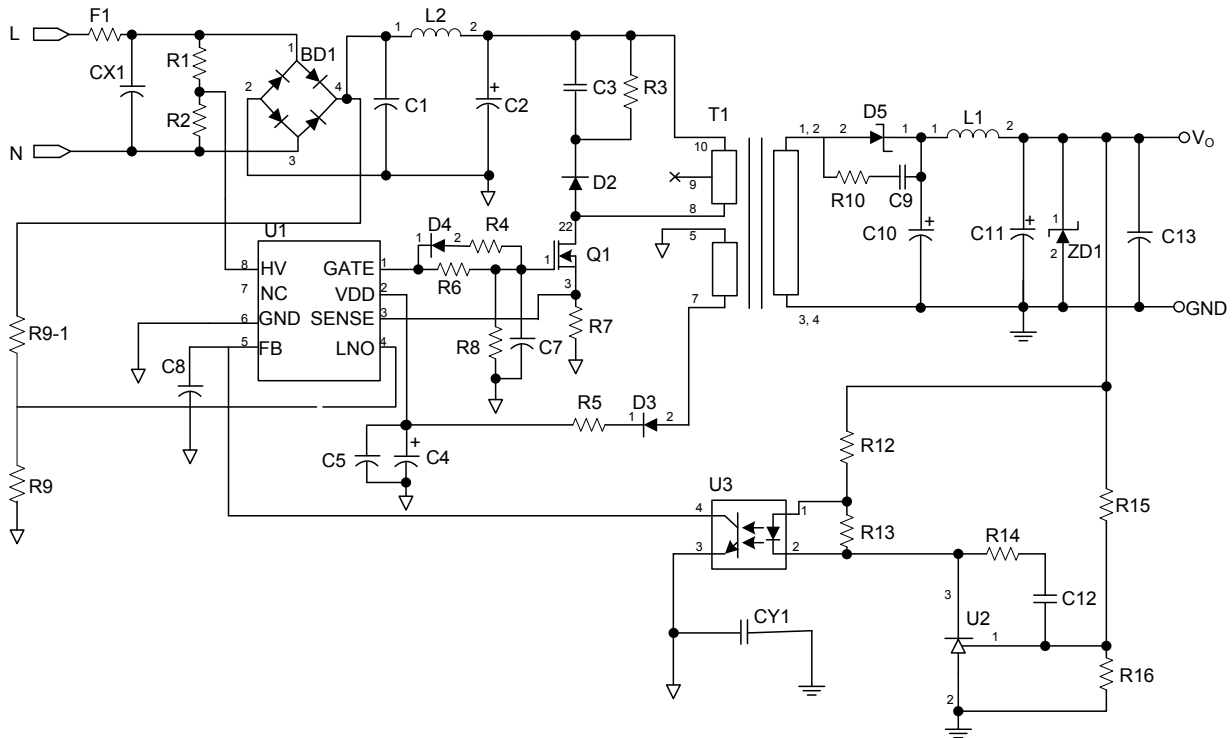 F1
L
CX1
N
R1
R2
1
BD1
2
4
3
1
L2
2
C1
+
C2
C3
R3
T1
10
9
8
5
7
1, 2
3, 4
2
D5
1
R10
C9
1
L1
2
V_O
+
C10
+
C11
1
2
ZD1
C13
GND
D2
22
1
Q1
3
R7
1
D4
2
R4
R6
R8
C7
U1
8
HV
GATE
1
7
NC
VDD
2
6
GND
SENSE
3
5
FB
LNO
4
R9-1
C8
R9
C5
+
C4
R5
1
D3
2
R12
U3
4
1
3
2
R13
R14
R15
3
C12
U2
1
R16
2
CY1